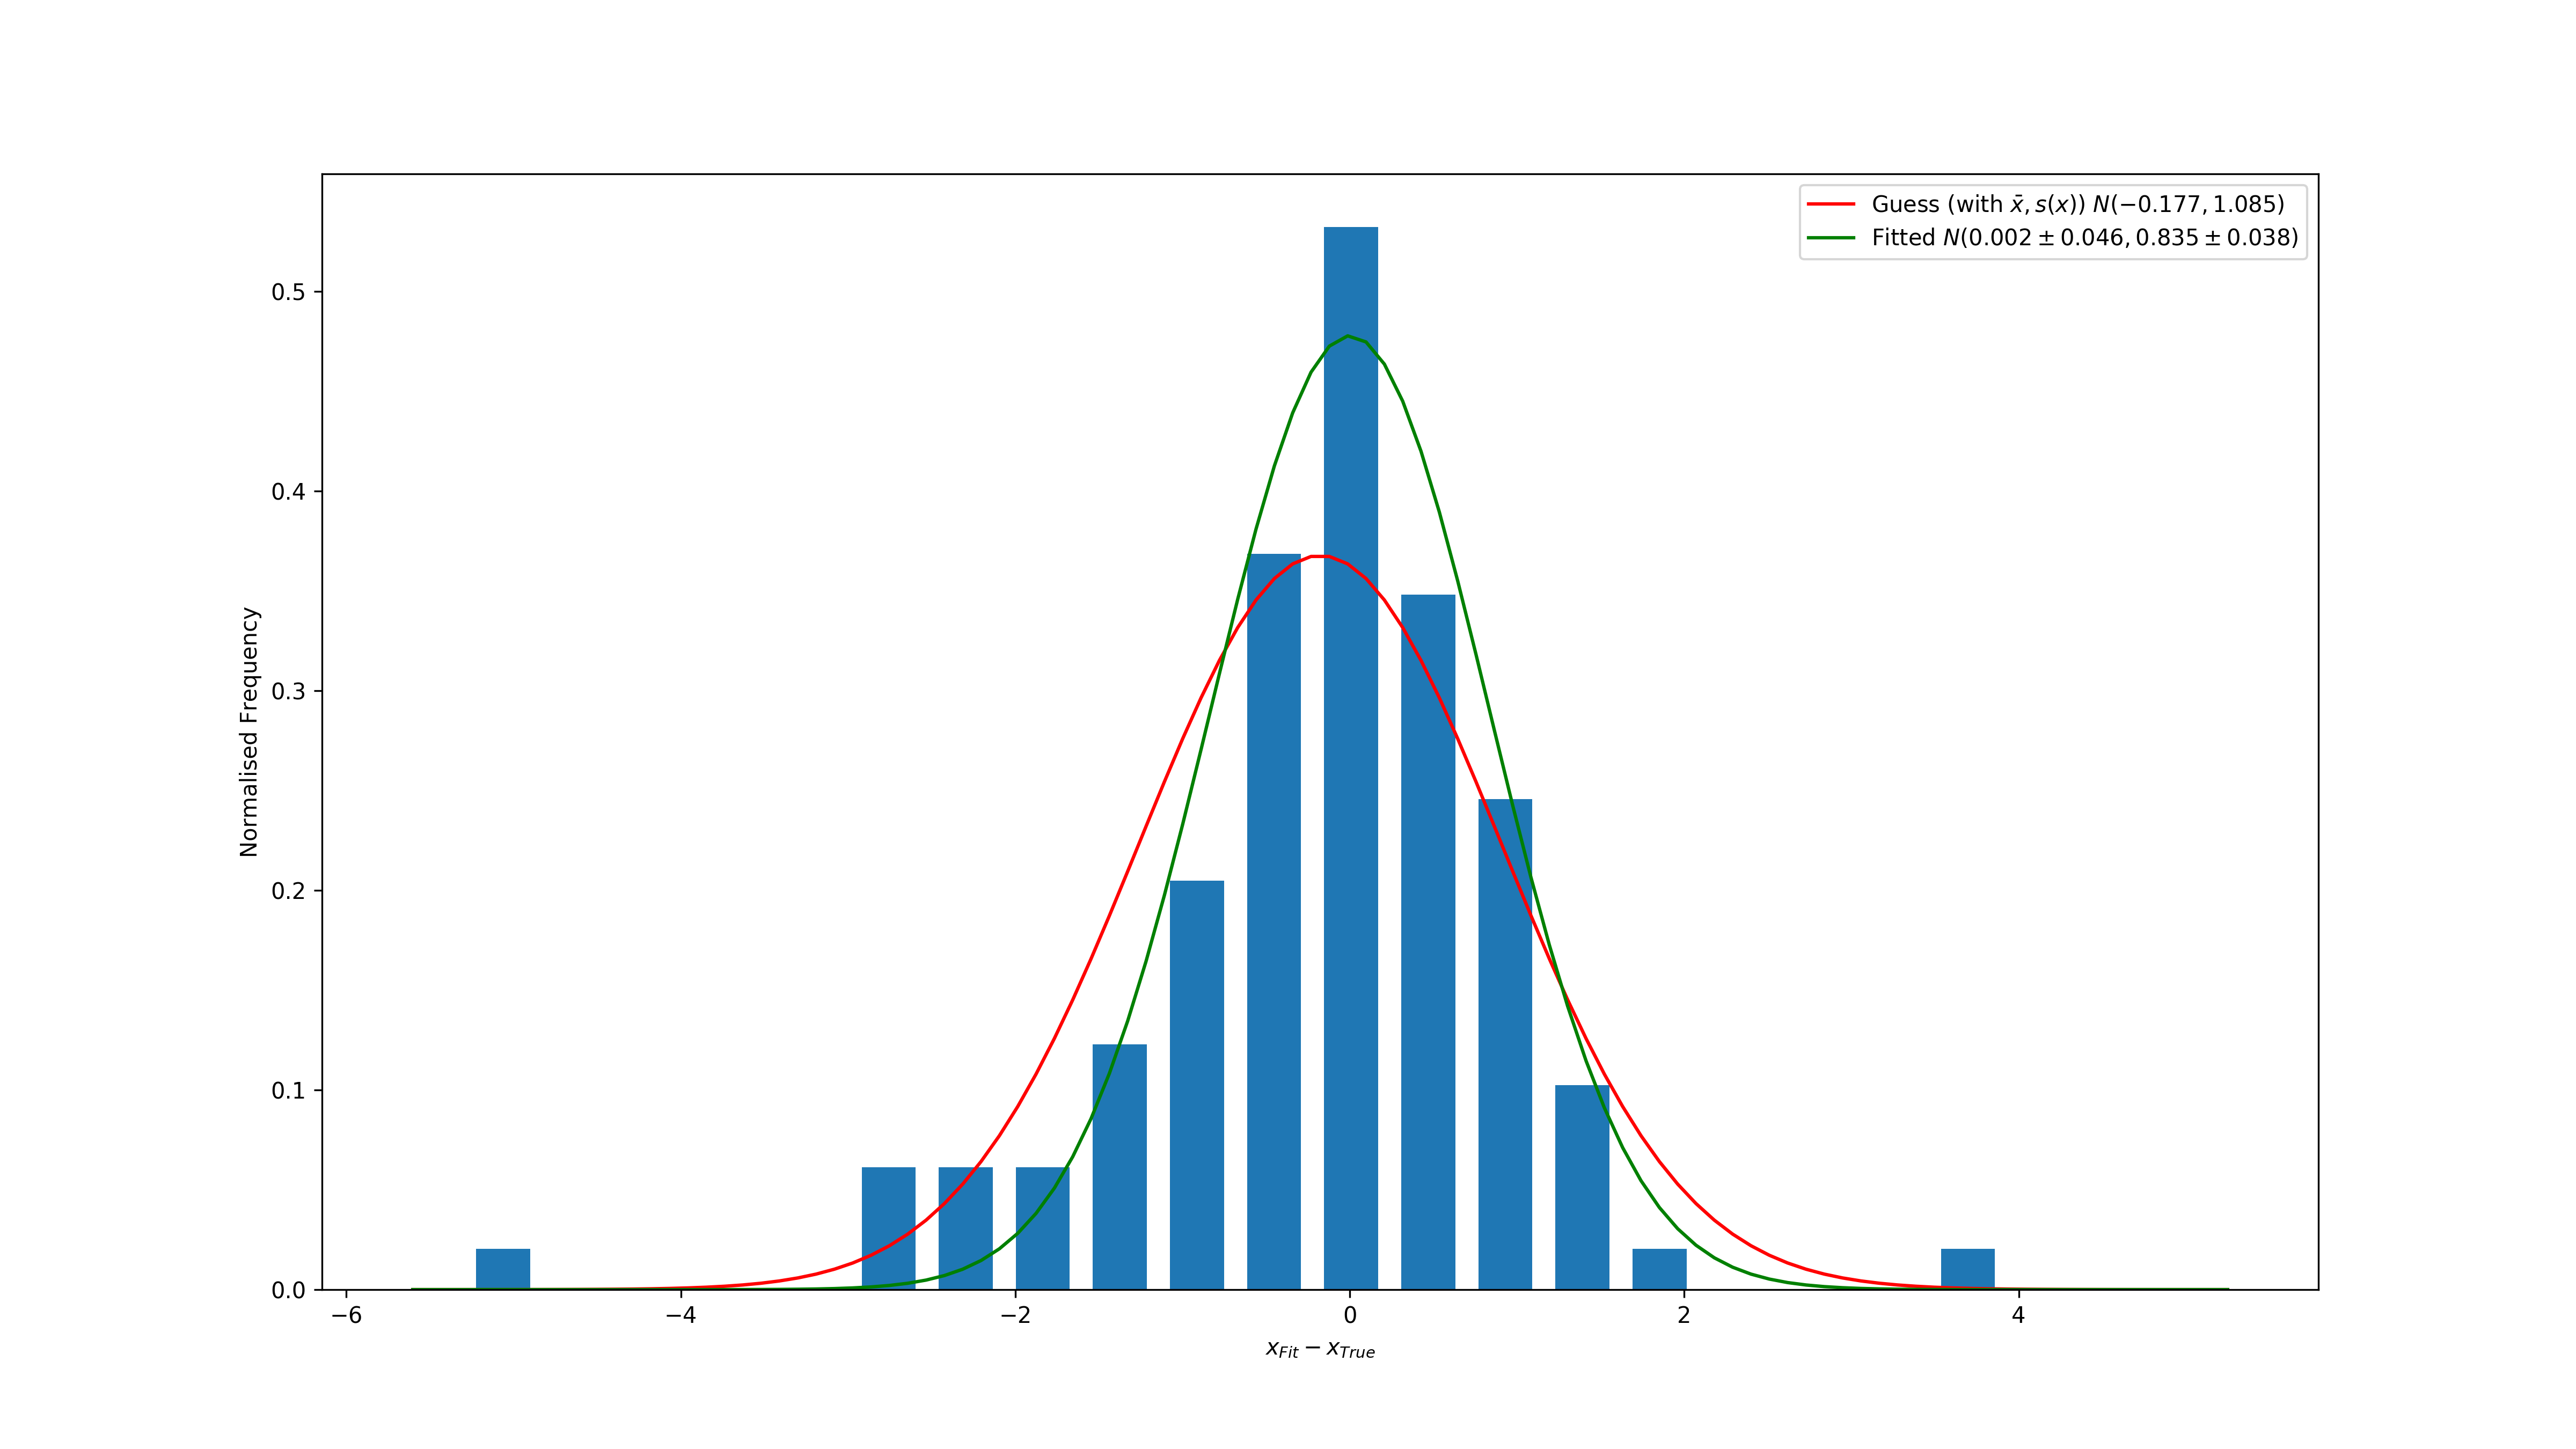 Guess (with x̄, s(x)) N(−0.177, 1.085)
Fitted N(0.002 ± 0.046, 0.835 ± 0.038)
Normalised Frequency
0.5
0.4
0.3
0.2
0.1
0.0
−6 −4 −2 0 2 4
x_Fit − x_True